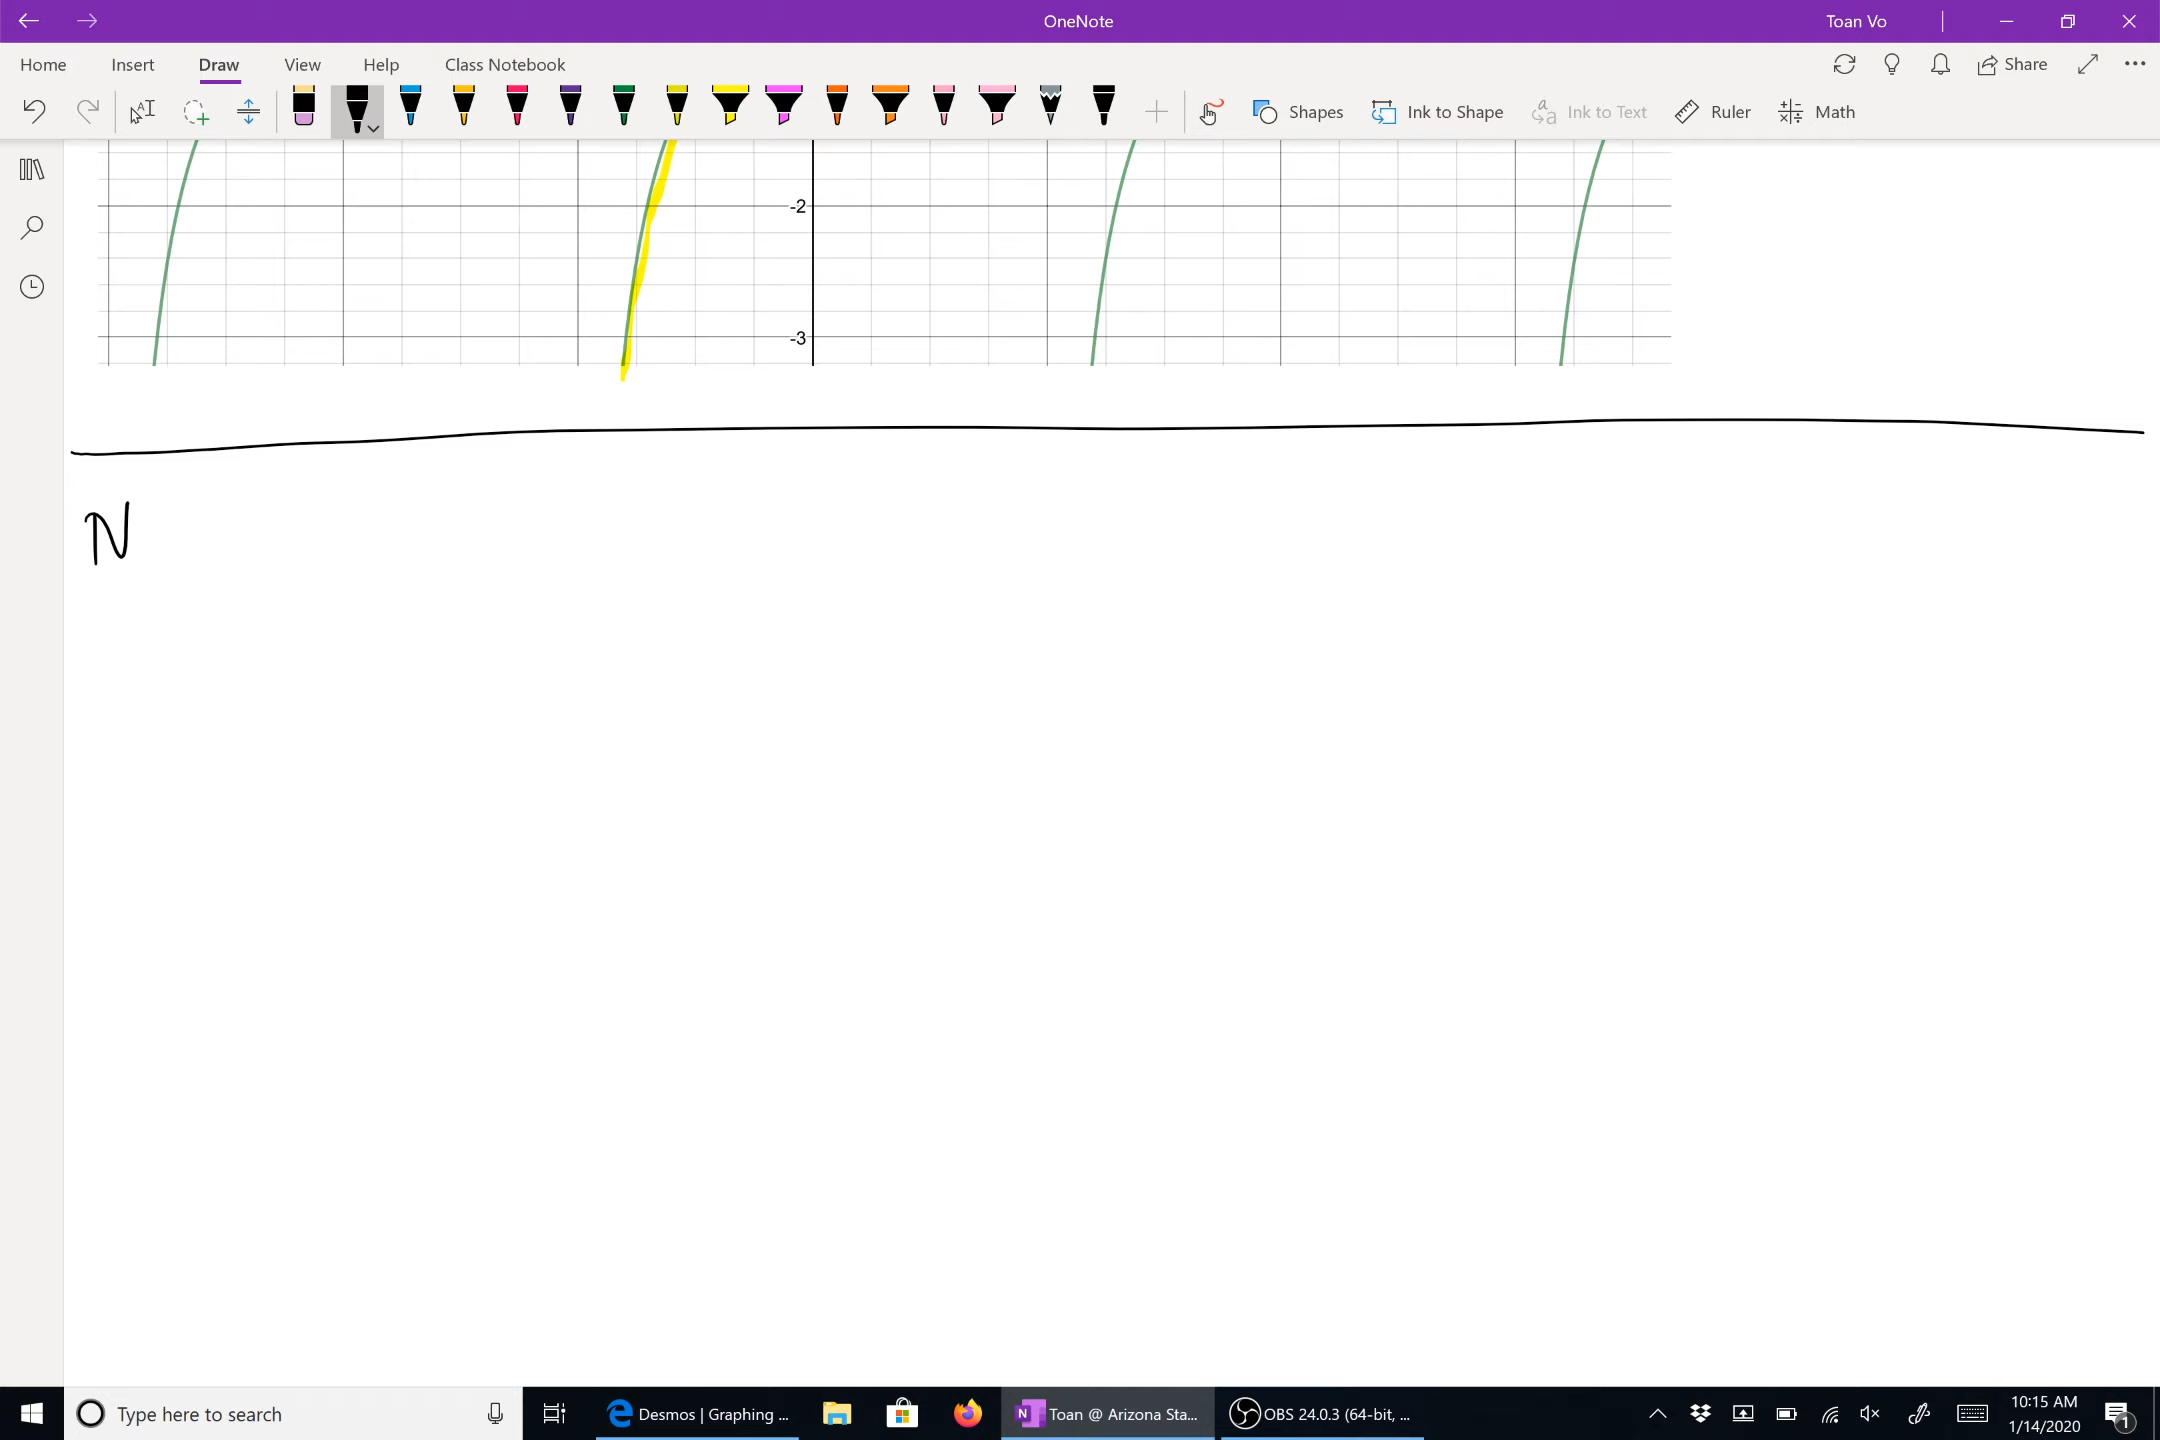 OneNote
Toan Vo
Home Insert Draw View Help Class Notebook
Share
Shapes Ink to Shape Ink to Text Ruler Math
-2
-3
N
Type here to search
Desmos | Graphing ...
Toan @ Arizona Sta...
OBS 24.0.3 (64-bit, ...
10:15 AM
1/14/2020
1